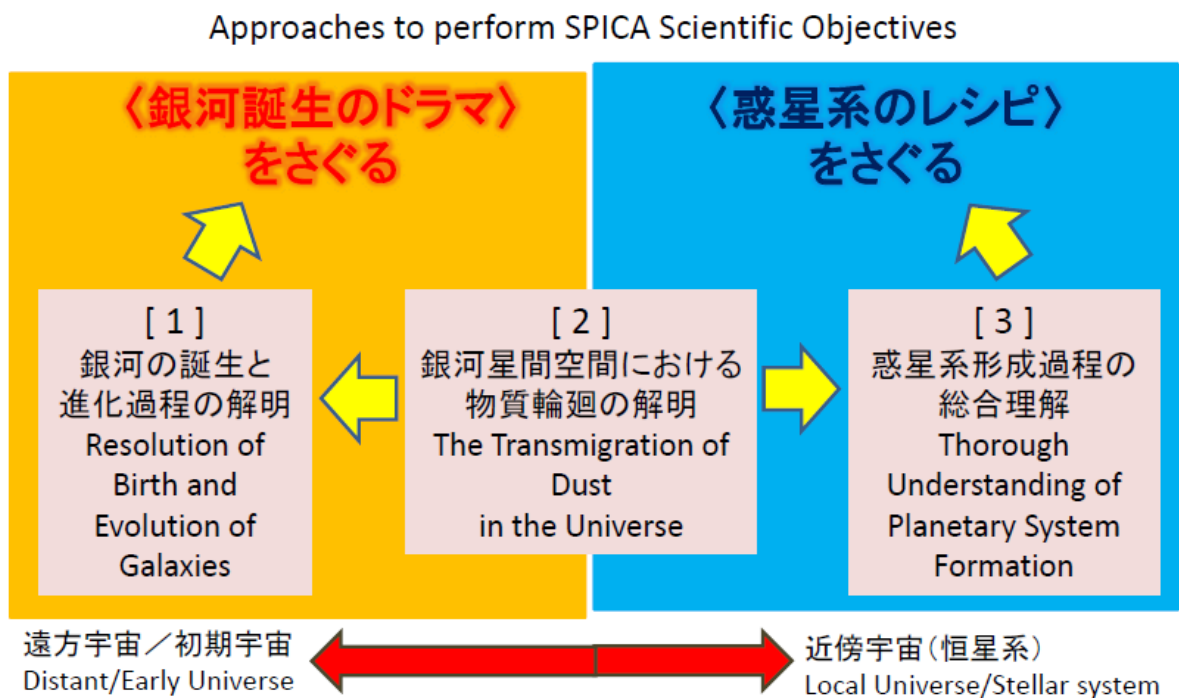 Approaches to perform SPICA Scientific Objectives
〈銀河誕生のドラマ〉
をさぐる
〈惑星系のレシピ〉
をさぐる
[ 1 ]
銀河の誕生と
進化過程の解明
Resolution of
Birth and
Evolution of
Galaxies
[ 2 ]
銀河星間空間における
物質輪廻の解明
The Transmigration of
Dust
in the Universe
[ 3 ]
惑星系形成過程の
総合理解
Thorough
Understanding of
Planetary System
Formation
遠方宇宙／初期宇宙
Distant/Early Universe
近傍宇宙(恒星系)
Local Universe/Stellar system